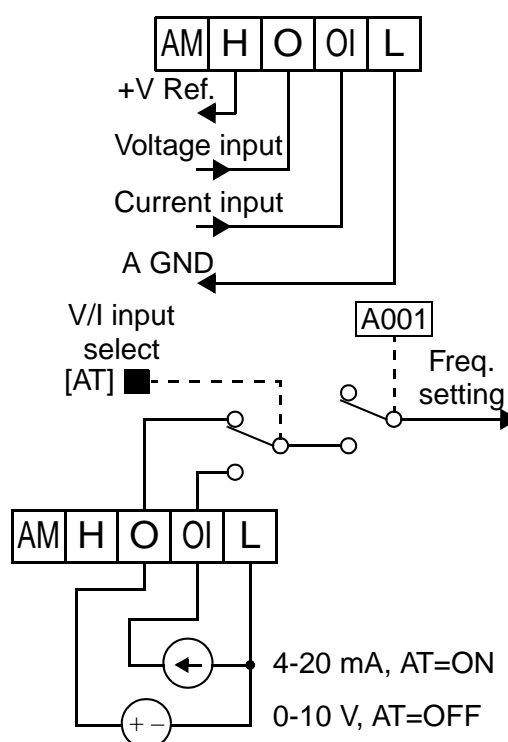 AM H O OI L
+V Ref.
Voltage input
Current input
A GND
V/I input
select
[AT]
A001
Freq.
setting
AM H O OI L
4-20 mA, AT=ON
+ –
0-10 V, AT=OFF